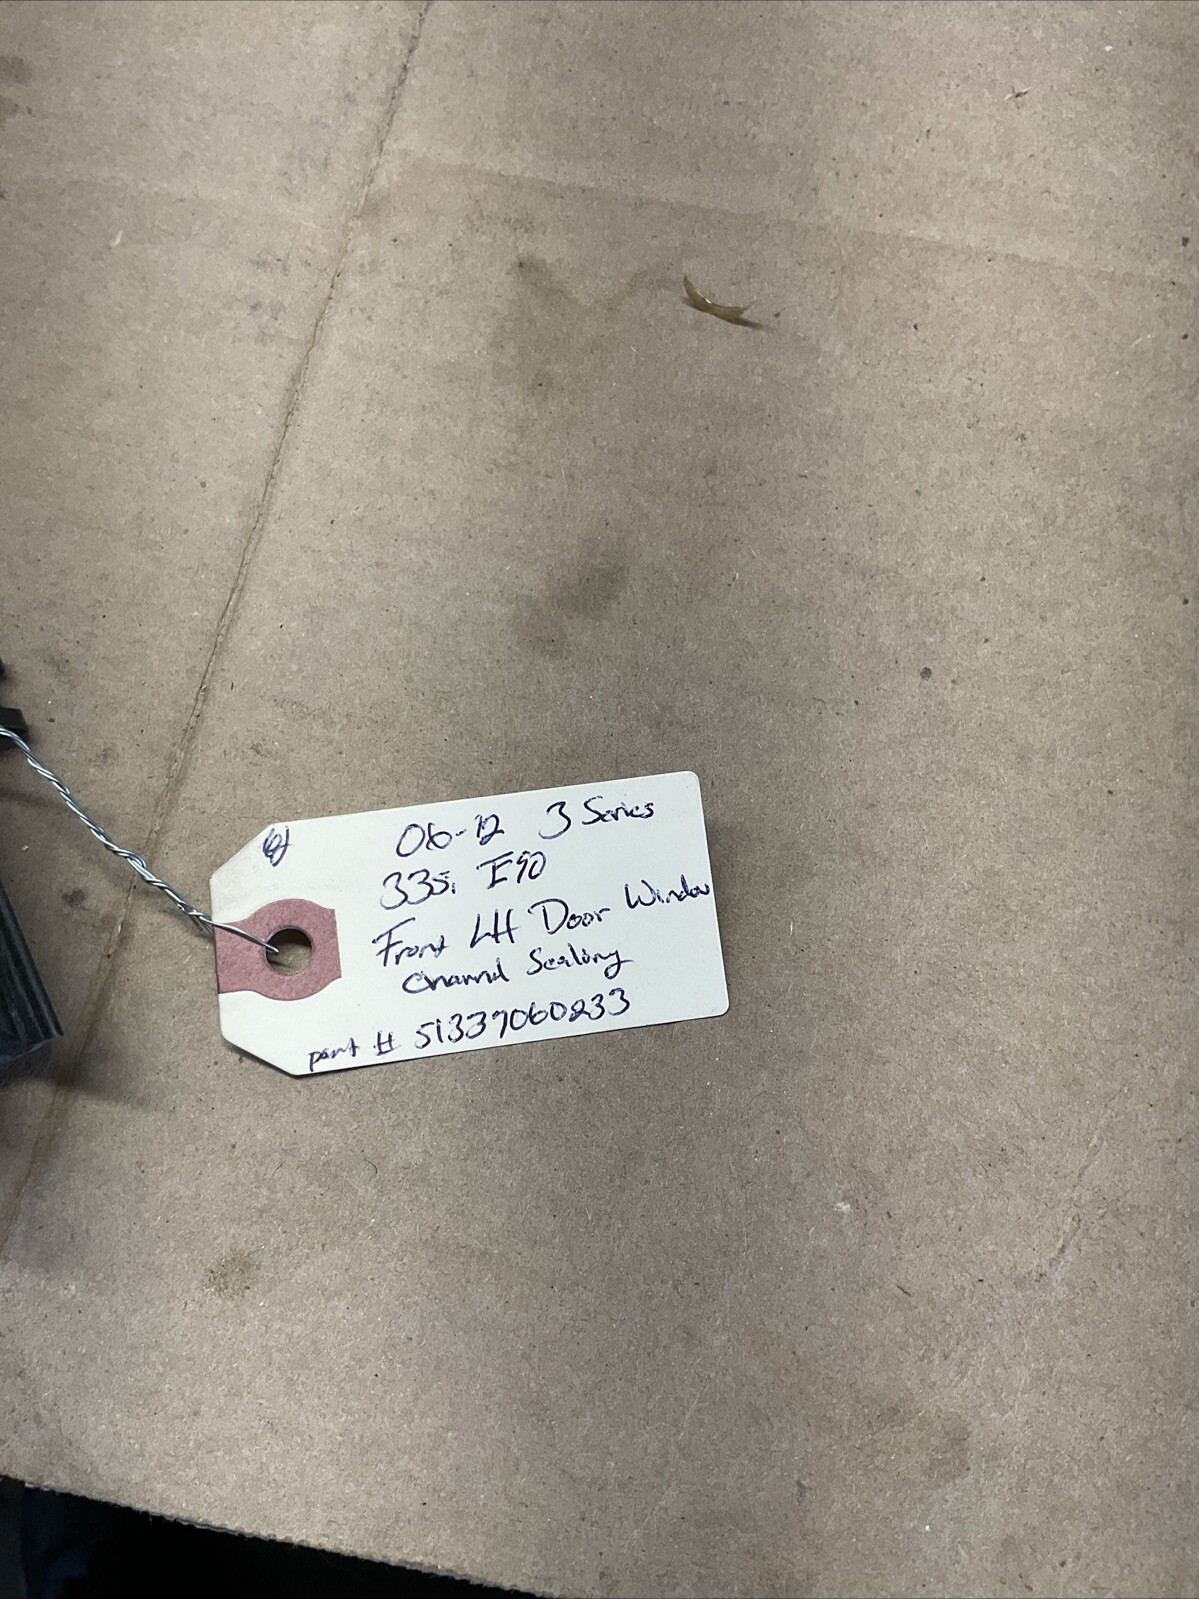 06-12 3 Series
335i E90
Front LH Door Window
Channel Sealing
part # 51337060233